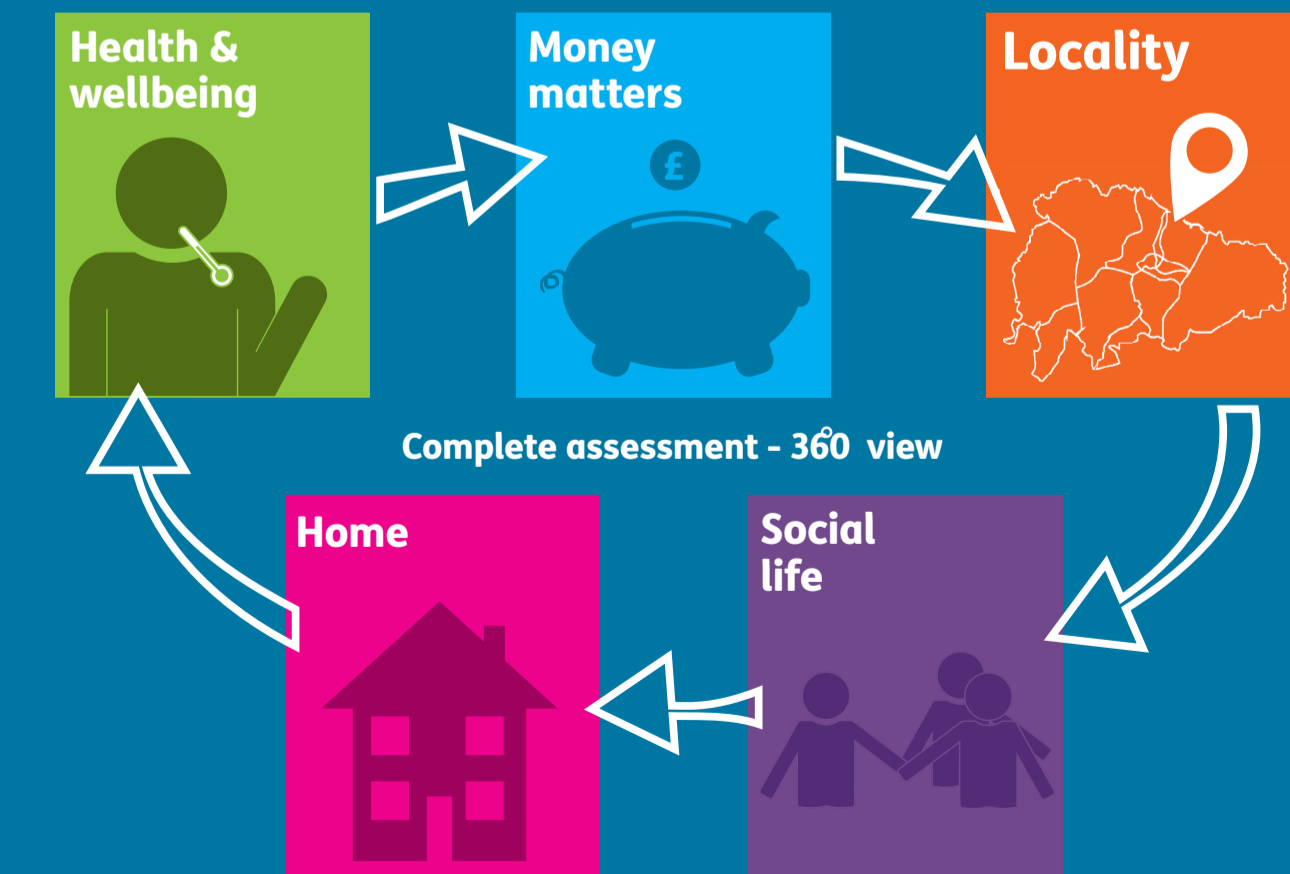 Health &
wellbeing
Money
matters
£
Locality
Complete assessment - 360° view
Home
Social
life